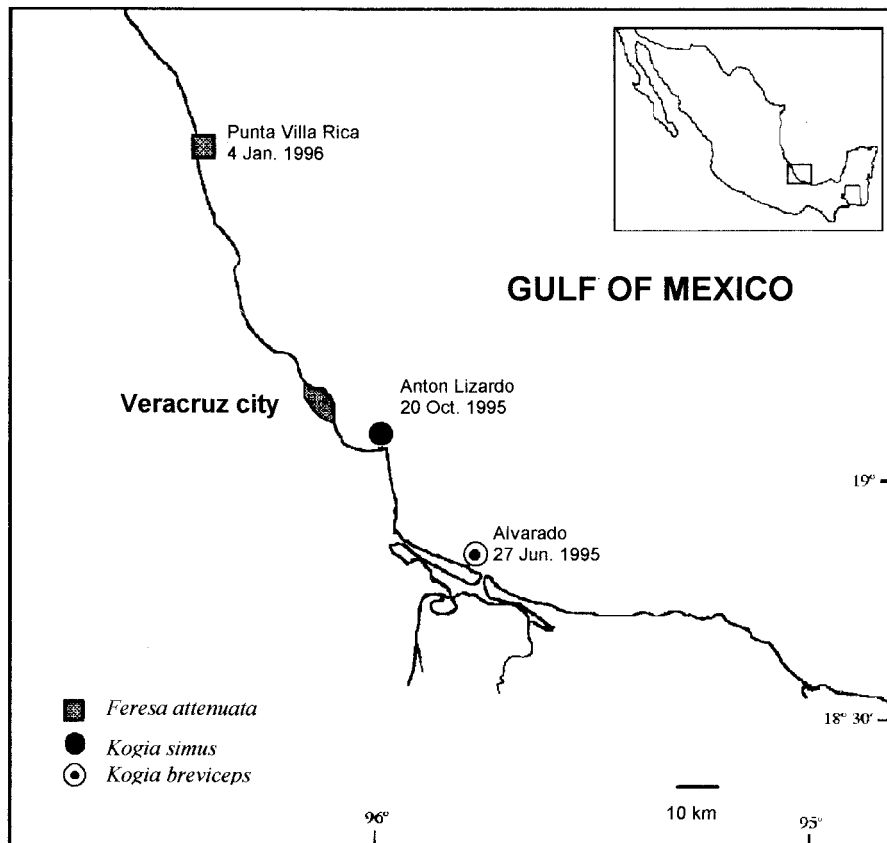 Punta Villa Rica
4 Jan. 1996
GULF OF MEXICO
Anton Lizardo
20 Oct. 1995
Veracruz city
19°
Alvarado
27 Jun. 1995
Feresa attenuata
18° 30'
Kogia simus
Kogia breviceps
10 km
96°
95°